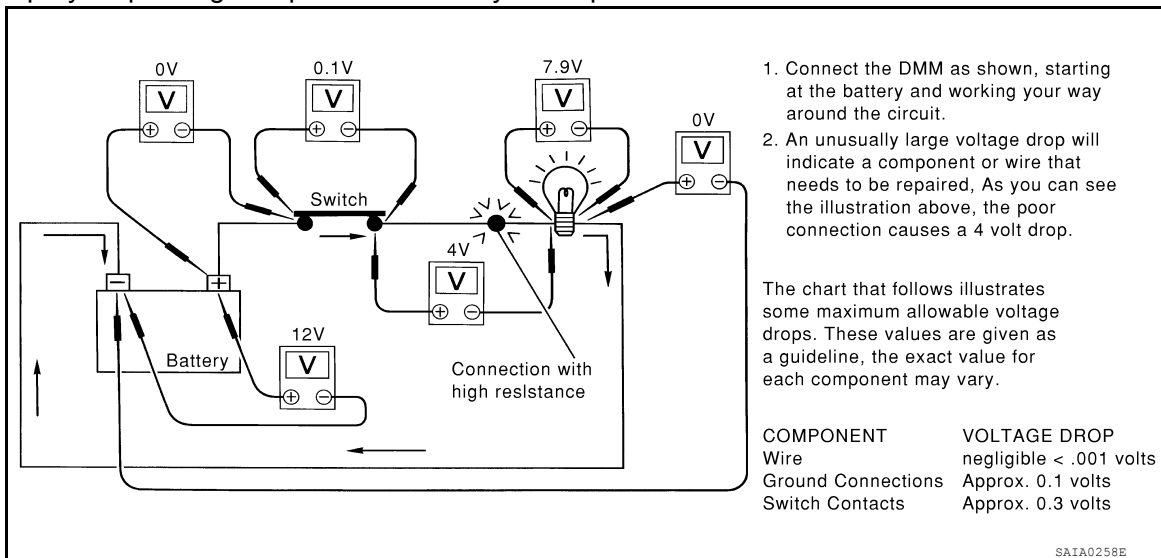 0V
0.1V
7.9V
0V
V
V
V
V
Switch
4V
V
12V
V
Battery
Connection with
high reslstance
1. Connect the DMM as shown, starting
at the battery and working your way
around the circuit.
2. An unusually large voltage drop will
indicate a component or wire that
needs to be repaired, As you can see
the illustration above, the poor
connection causes a 4 volt drop.
The chart that follows illustrates
some maximum allowable voltage
drops. These values are given as
a guideline, the exact value for
each component may vary.
COMPONENT VOLTAGE DROP
Wire negligible < .001 volts
Ground Connections Approx. 0.1 volts
Switch Contacts Approx. 0.3 volts
SAIA0258E